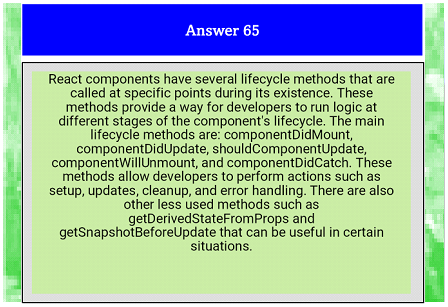 Answer 65
React components have several lifecycle methods that are
called at specific points during its existence. These
methods provide a way for developers to run logic at
different stages of the component's lifecycle. The main
lifecycle methods are: componentDidMount,
componentDidUpdate, shouldComponentUpdate,
componentWillUnmount, and componentDidCatch. These
methods allow developers to perform actions such as
setup, updates, cleanup, and error handling. There are also
other less used methods such as
getDerivedStateFromProps and
getSnapshotBeforeUpdate that can be useful in certain
situations.